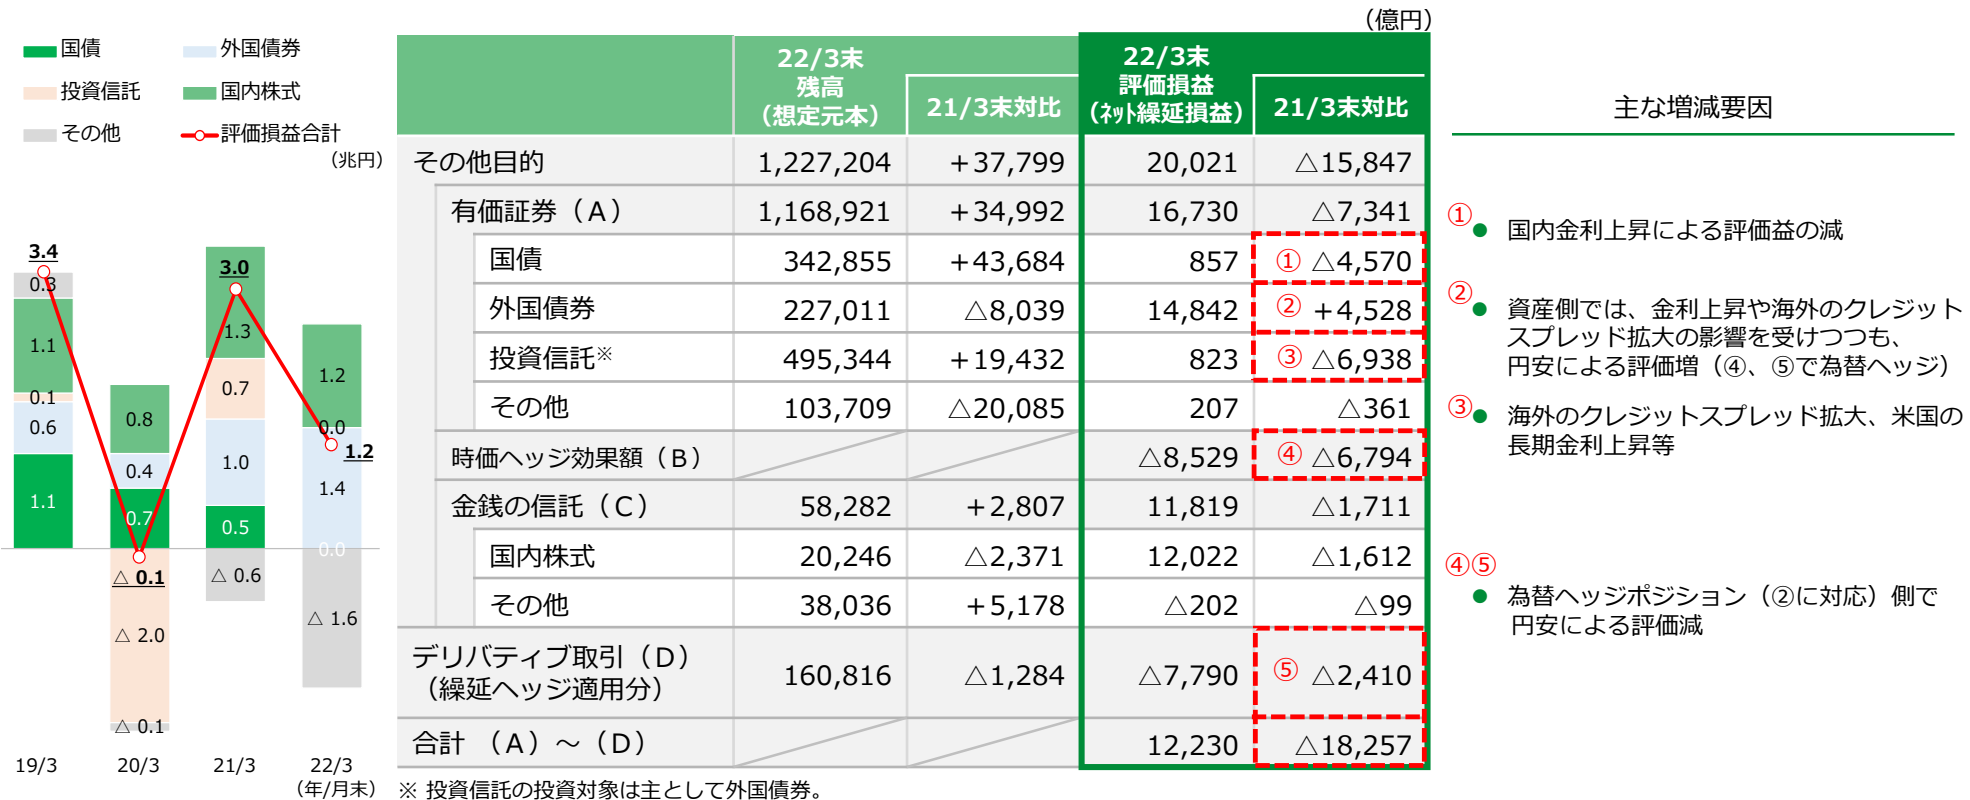 国債
外国債券
投資信託
国内株式
その他
評価損益合計
(兆円)
3.4
0.3
1.1
0.1
0.6
1.1
0.8
0.4
0.7
△ 0.1
△ 2.0
△ 0.1
3.0
1.3
0.7
1.0
0.5
△ 0.6
1.2
0.0
1.2
1.4
0.0
△ 1.6
19/3
20/3
21/3
22/3
(年/月末)
(億円)
22/3末
残高
(想定元本)
21/3末対比
22/3末
評価損益
(ネット繰延損益)
21/3末対比
その他目的 1,227,204 +37,799 20,021 △15,847
有価証券(A) 1,168,921 +34,992 16,730 △7,341
国債 342,855 +43,684 857 ① △4,570
外国債券 227,011 △8,039 14,842 ② +4,528
投資信託※ 495,344 +19,432 823 ③ △6,938
その他 103,709 △20,085 207 △361
時価ヘッジ効果額(B) △8,529 ④ △6,794
金銭の信託(C) 58,282 +2,807 11,819 △1,711
国内株式 20,246 △2,371 12,022 △1,612
その他 38,036 +5,178 △202 △99
デリバティブ取引(D)
(繰延ヘッジ適用分) 160,816 △1,284 △7,790 ⑤ △2,410
合計 (A)~(D) 12,230 △18,257
※ 投資信託の投資対象は主として外国債券。
主な増減要因
①
● 国内金利上昇による評価益の減
②
● 資産側では、金利上昇や海外のクレジット
スプレッド拡大の影響を受けつつも、
円安による評価増(④、⑤で為替ヘッジ)
③
● 海外のクレジットスプレッド拡大、米国の
長期金利上昇等
④⑤
● 為替ヘッジポジション(②に対応)側で
円安による評価減